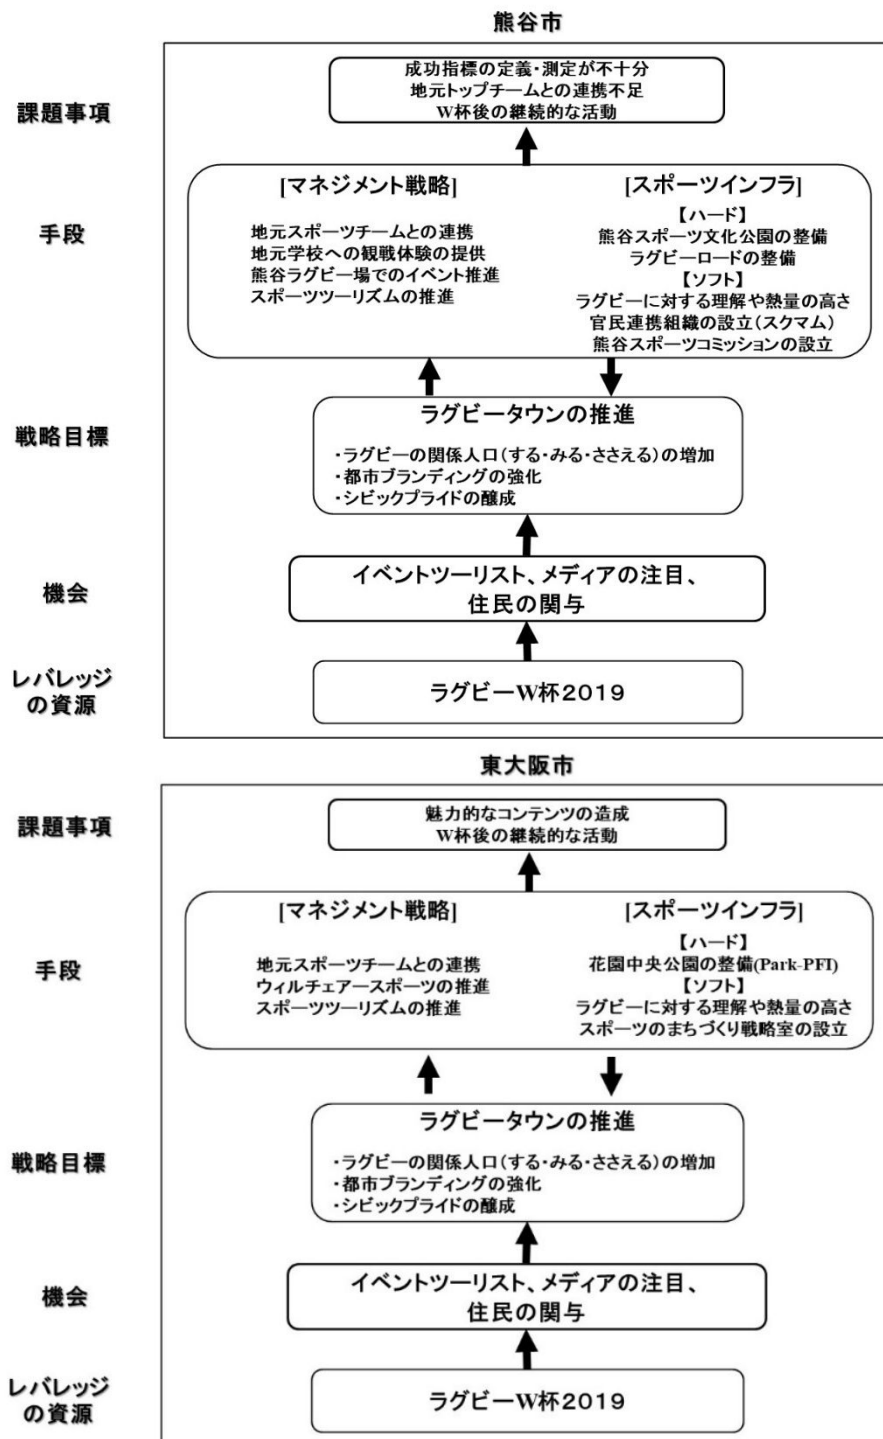 熊谷市
課題事項
成功指標の定義・測定が不十分
地元トップチームとの連携不足
W杯後の継続的な活動
手段
[マネジメント戦略]
地元スポーツチームとの連携
地元学校への観戦体験の提供
熊谷ラグビー場でのイベント推進
スポーツツーリズムの推進
[スポーツインフラ]
【ハード】
熊谷スポーツ文化公園の整備
ラグビーロードの整備
【ソフト】
ラグビーに対する理解や熱量の高さ
官民連携組織の設立(スクマム)
熊谷スポーツコミッションの設立
戦略目標
ラグビータウンの推進
・ラグビーの関係人口(する・みる・ささえる)の増加
・都市ブランディングの強化
・シビックプライドの醸成
機会
イベントツーリスト、メディアの注目、
住民の関与
レバレッジ
の資源
ラグビーW杯2019
東大阪市
課題事項
魅力的なコンテンツの造成
W杯後の継続的な活動
手段
[マネジメント戦略]
地元スポーツチームとの連携
ウィルチェアースポーツの推進
スポーツツーリズムの推進
[スポーツインフラ]
【ハード】
花園中央公園の整備(Park-PFI)
【ソフト】
ラグビーに対する理解や熱量の高さ
スポーツのまちづくり戦略室の設立
戦略目標
ラグビータウンの推進
・ラグビーの関係人口(する・みる・ささえる)の増加
・都市ブランディングの強化
・シビックプライドの醸成
機会
イベントツーリスト、メディアの注目、
住民の関与
レバレッジ
の資源
ラグビーW杯2019